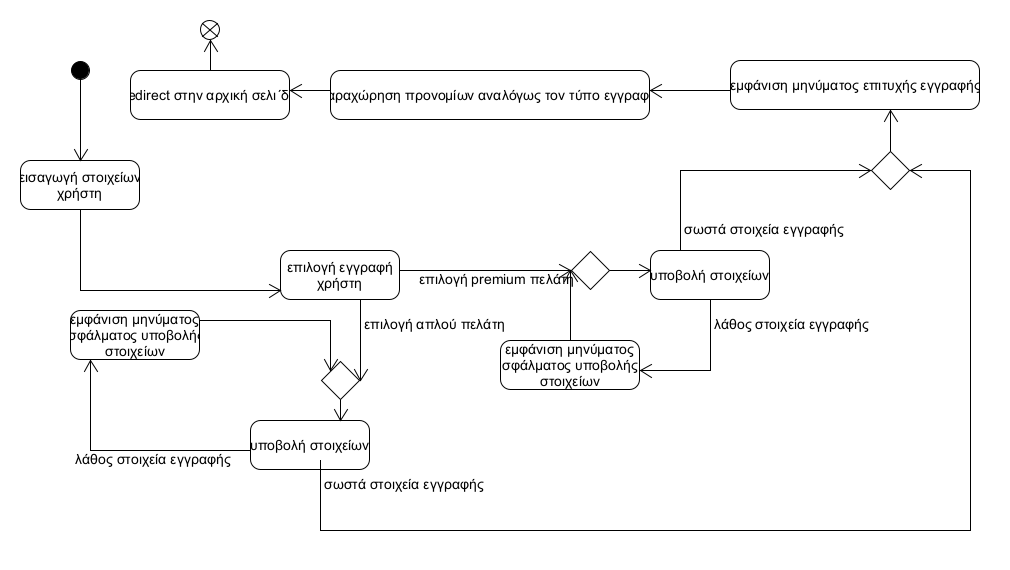 edirect στην αρχική σελι΄δ
αραχώρηση προνομίων αναλόγως τον τύπο εγγραφ
εμφάνιση μηνύματος επιτυχής εγγραφής
εισαγωγή στοιχείων
χρήστη
σωστά στοιχεία εγγραφής
επιλογή εγγραφή
χρήστη
επιλογή premium πελάτη
υποβολή στοιχείων
εμφάνιση μηνύματος
σφάλματος υποβολής
στοιχείων
επιλογή απλού πελάτη
λάθος στοιχεία εγγραφής
εμφάνιση μηνύματος
σφάλματος υποβολής
στοιχείων
υποβολή στοιχείων
λάθος στοιχεία εγγραφής
σωστά στοιχεία εγγραφής